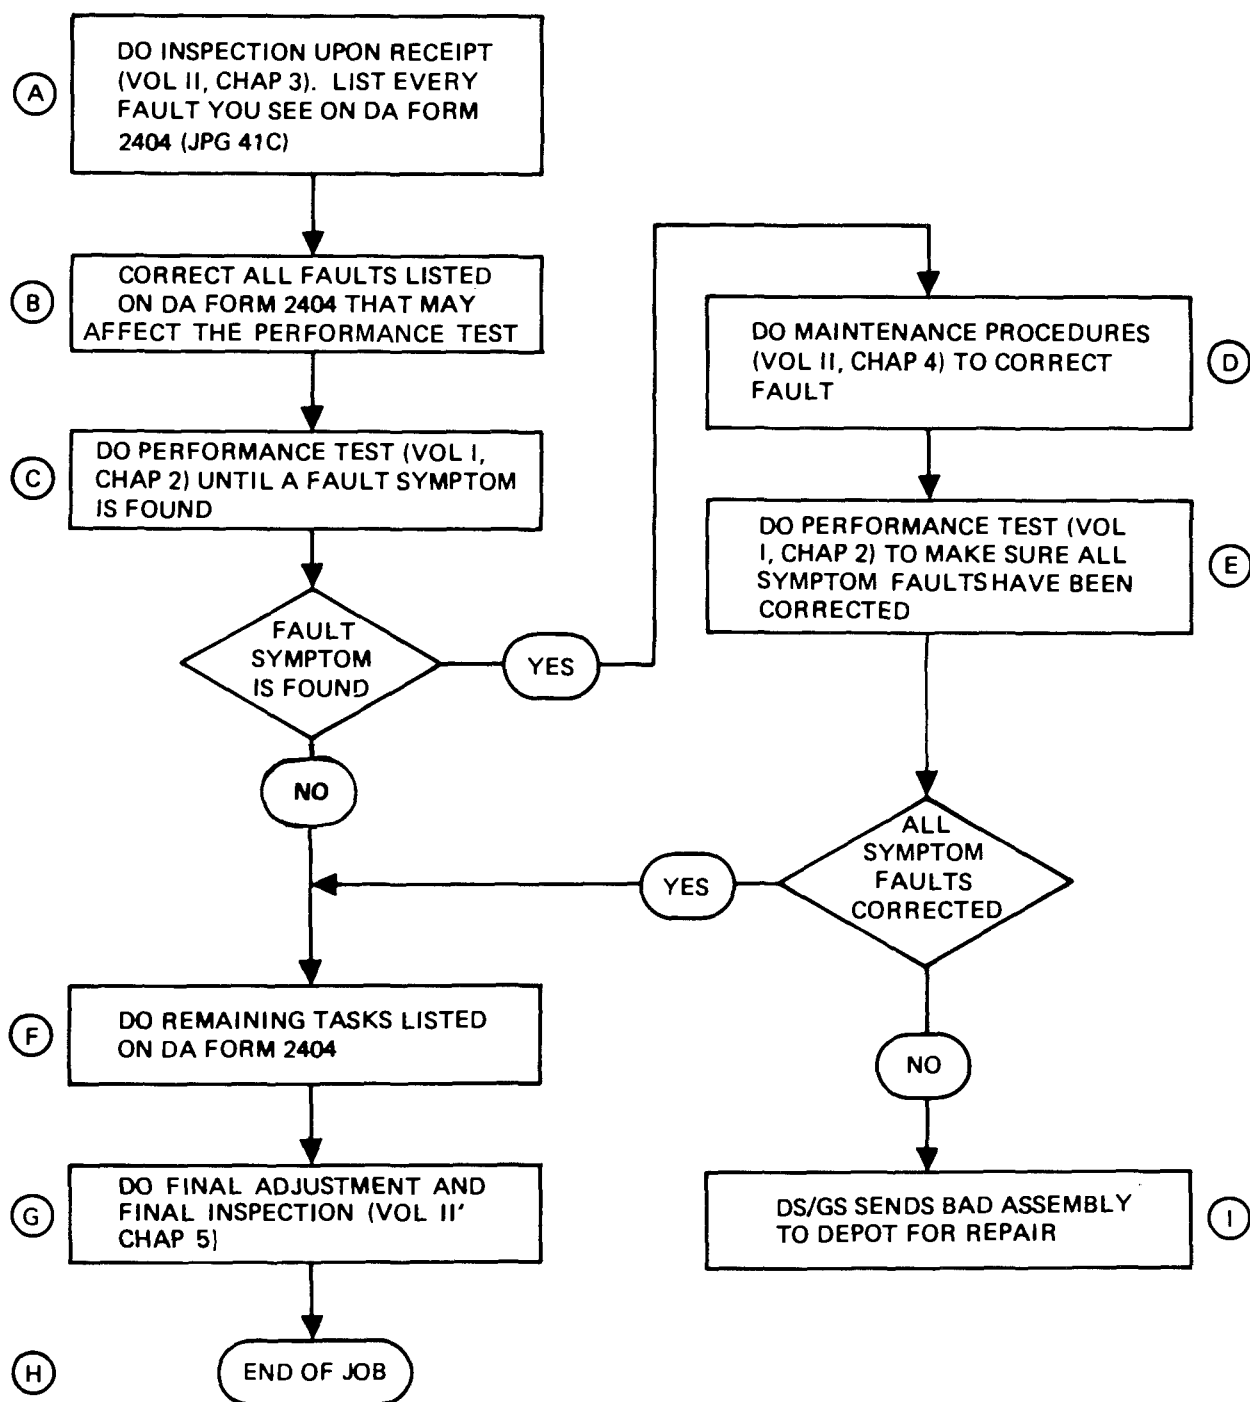 A
DO INSPECTION UPON RECEIPT
(VOL II, CHAP 3). LIST EVERY
FAULT YOU SEE ON DA FORM
2404 (JPG 41C)
B
CORRECT ALL FAULTS LISTED
ON DA FORM 2404 THAT MAY
AFFECT THE PERFORMANCE TEST
C
DO PERFORMANCE TEST (VOL I,
CHAP 2) UNTIL A FAULT SYMPTOM
IS FOUND
FAULT
SYMPTOM
IS FOUND
YES
NO
DO MAINTENANCE PROCEDURES
(VOL II, CHAP 4) TO CORRECT
FAULT
D
DO PERFORMANCE TEST (VOL
I, CHAP 2) TO MAKE SURE ALL
SYMPTOM FAULTS HAVE BEEN
CORRECTED
E
ALL
SYMPTOM
FAULTS
CORRECTED
YES
NO
F
DO REMAINING TASKS LISTED
ON DA FORM 2404
G
DO FINAL ADJUSTMENT AND
FINAL INSPECTION (VOL II'
CHAP 5)
DS/GS SENDS BAD ASSEMBLY
TO DEPOT FOR REPAIR
I
H
END OF JOB